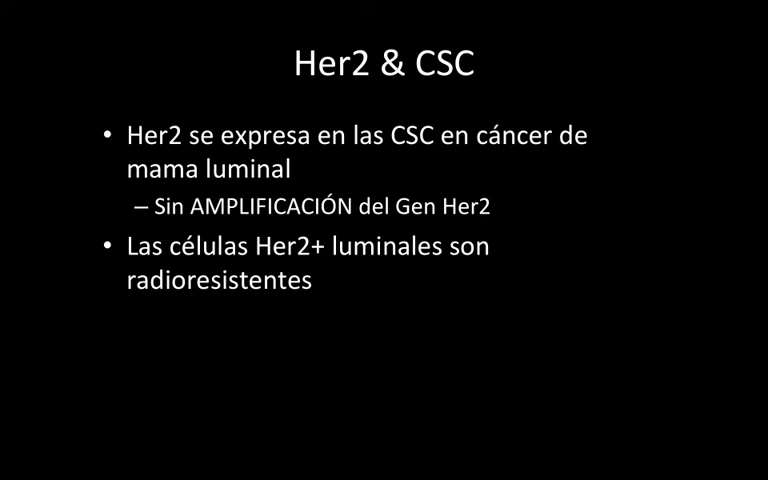 Her2 & CSC
• Her2 se expresa en las CSC en cáncer de
mama luminal
– Sin AMPLIFICACIÓN del Gen Her2
• Las células Her2+ luminales son
radioresistentes